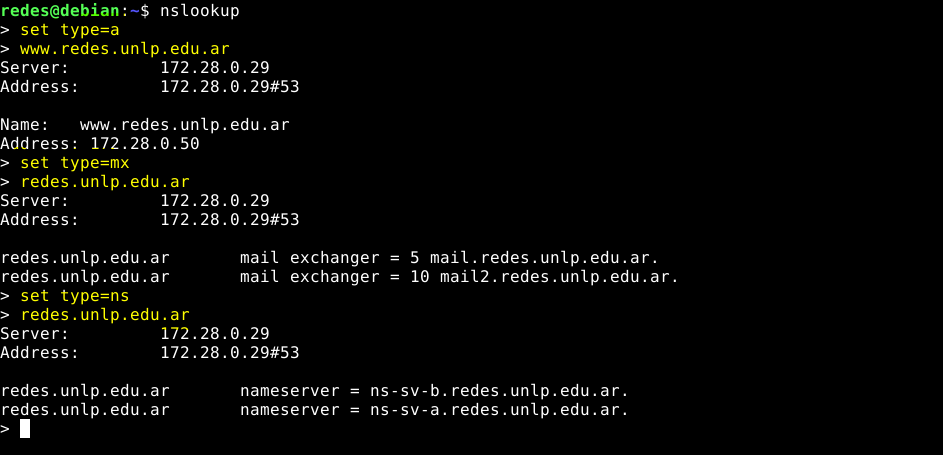 redes@debian:~$ nslookup
> set type=a
> www.redes.unlp.edu.ar
Server:         172.28.0.29
Address:        172.28.0.29#53

Name:   www.redes.unlp.edu.ar
Address: 172.28.0.50
> set type=mx
> redes.unlp.edu.ar
Server:         172.28.0.29
Address:        172.28.0.29#53

redes.unlp.edu.ar       mail exchanger = 5 mail.redes.unlp.edu.ar.
redes.unlp.edu.ar       mail exchanger = 10 mail2.redes.unlp.edu.ar.
> set type=ns
> redes.unlp.edu.ar
Server:         172.28.0.29
Address:        172.28.0.29#53

redes.unlp.edu.ar       nameserver = ns-sv-b.redes.unlp.edu.ar.
redes.unlp.edu.ar       nameserver = ns-sv-a.redes.unlp.edu.ar.
>